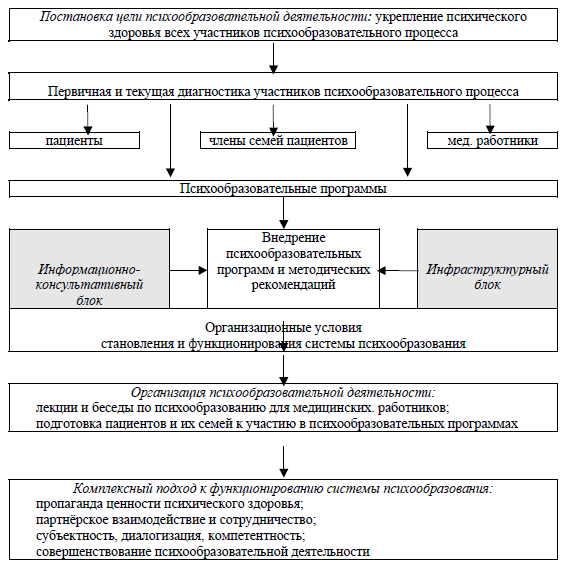 Постановка цели психообразовательной деятельности: укрепление психического
здоровья всех участников психообразовательного процесса
Первичная и текущая диагностика участников психообразовательного процесса
пациенты
члены семей пациентов
мед. работники
Психообразовательные программы
Информационно-
консультативный
блок
Внедрение
психообразовательных
программ и методических
рекомендаций
Инфраструктурный
блок
Организационные условия
становления и функционирования системы психообразования
Организация психообразовательной деятельности:
лекции и беседы по психообразованию для медицинских. работников;
подготовка пациентов и их семей к участию в психообразовательных программах
Комплексный подход к функционированию системы психообразования:
пропаганда ценности психического здоровья;
партнёрское взаимодействие и сотрудничество;
субъектность, диалогизация, компетентность;
совершенствование психообразовательной деятельности